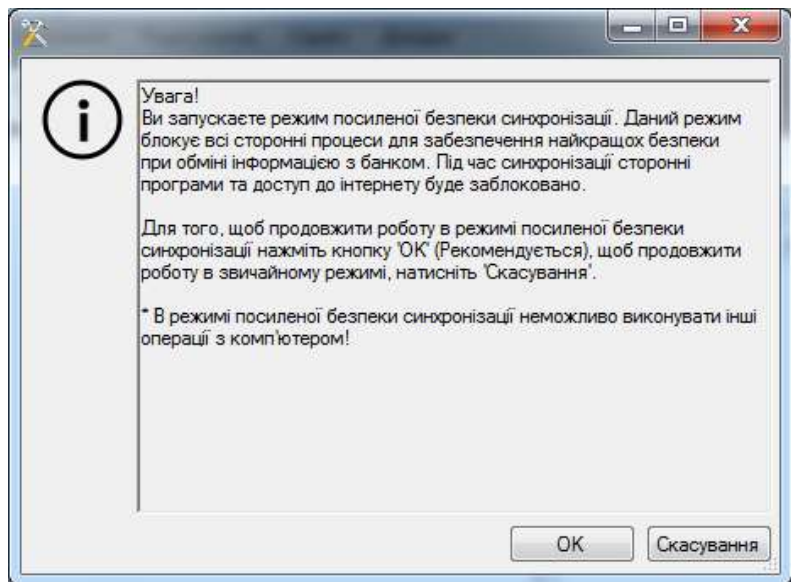 Увага!
Ви запускаєте режим посиленої безпеки синхронізації. Даний режим
блокує всі сторонні процеси для забезпечення найкращох безпеки
при обміні інформацією з банком. Під час синхронізації сторонні
програми та доступ до інтернету буде заблоковано.
Для того, щоб продовжити роботу в режимі посиленої безпеки
синхронізації нажміть кнопку 'ОК' (Рекомендується), щоб продовжити
роботу в звичайному режимі, натисніть 'Скасування'.
* В режимі посиленої безпеки синхронізації неможливо виконувати інші
операції з комп'ютером!
ОК
Скасування